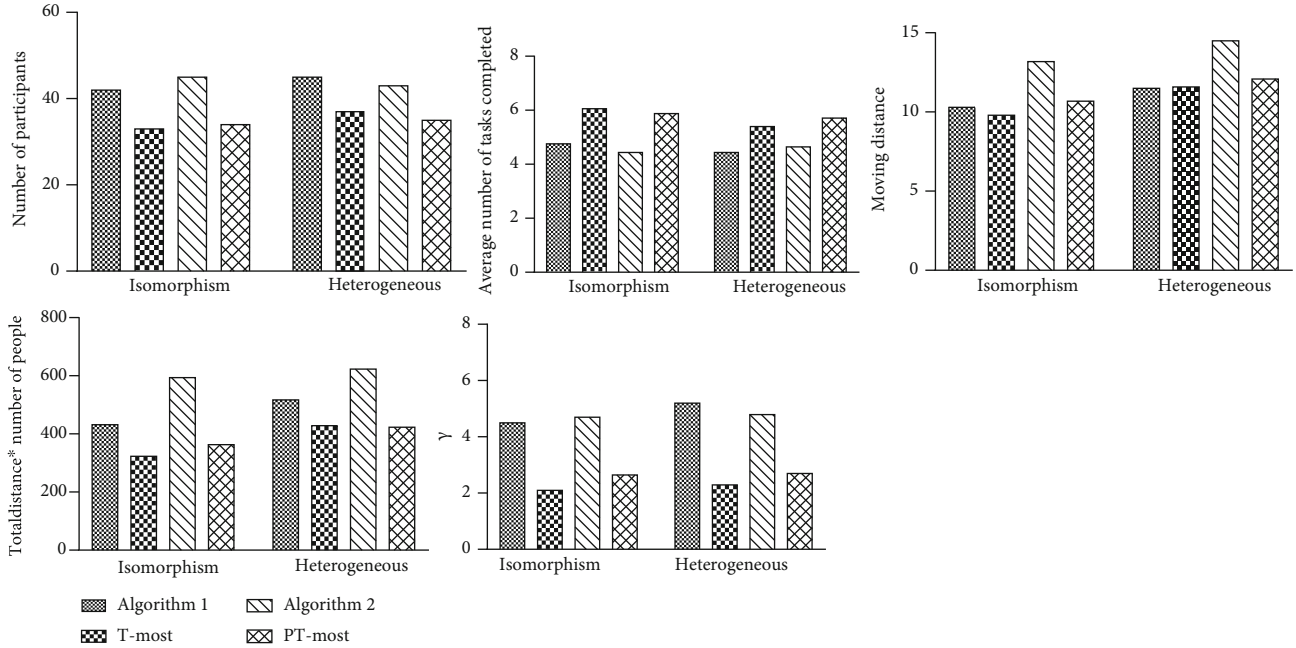 Number of participants
60
40
20
0
Isomorphism Heterogeneous
Average number of tasks completed
8
6
4
2
0
Isomorphism Heterogeneous
Moving distance
15
10
5
0
Isomorphism Heterogeneous
Totaldistance* number of people
800
600
400
200
0
Isomorphism Heterogeneous
γ
8
6
4
2
0
Isomorphism Heterogeneous
Algorithm 1 Algorithm 2
T-most PT-most